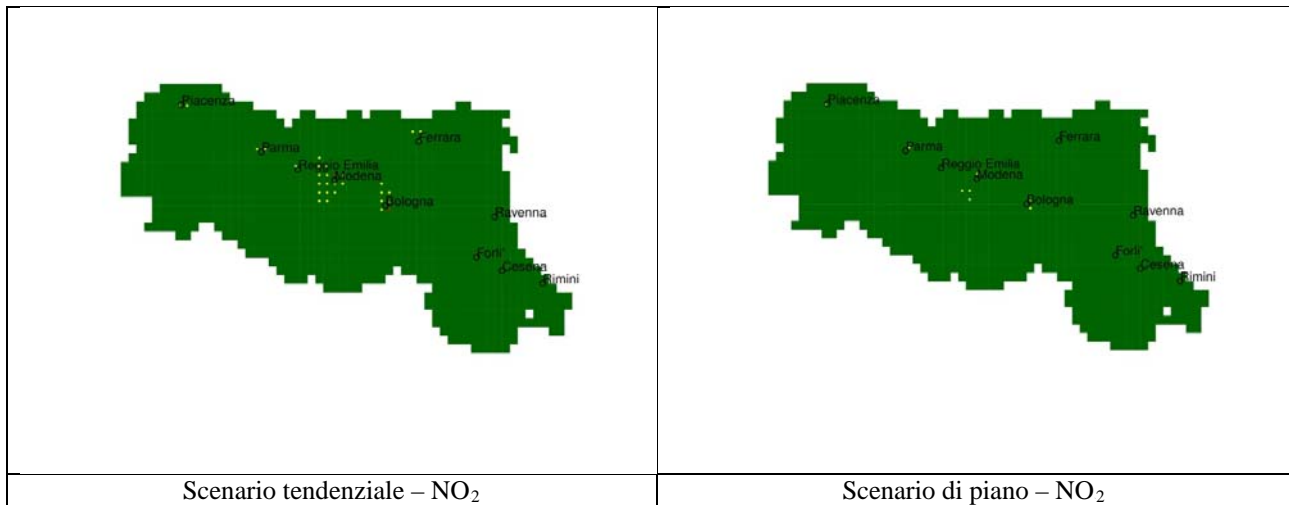 Piacenza
Parma
Reggio Emilia
Modena
Ferrara
Bologna
Ravenna
Forli'
Cesena
Rimini
Piacenza
Parma
Reggio Emilia
Modena
Ferrara
Bologna
Ravenna
Forli'
Cesena
Rimini
Scenario tendenziale – NO₂
Scenario di piano – NO₂